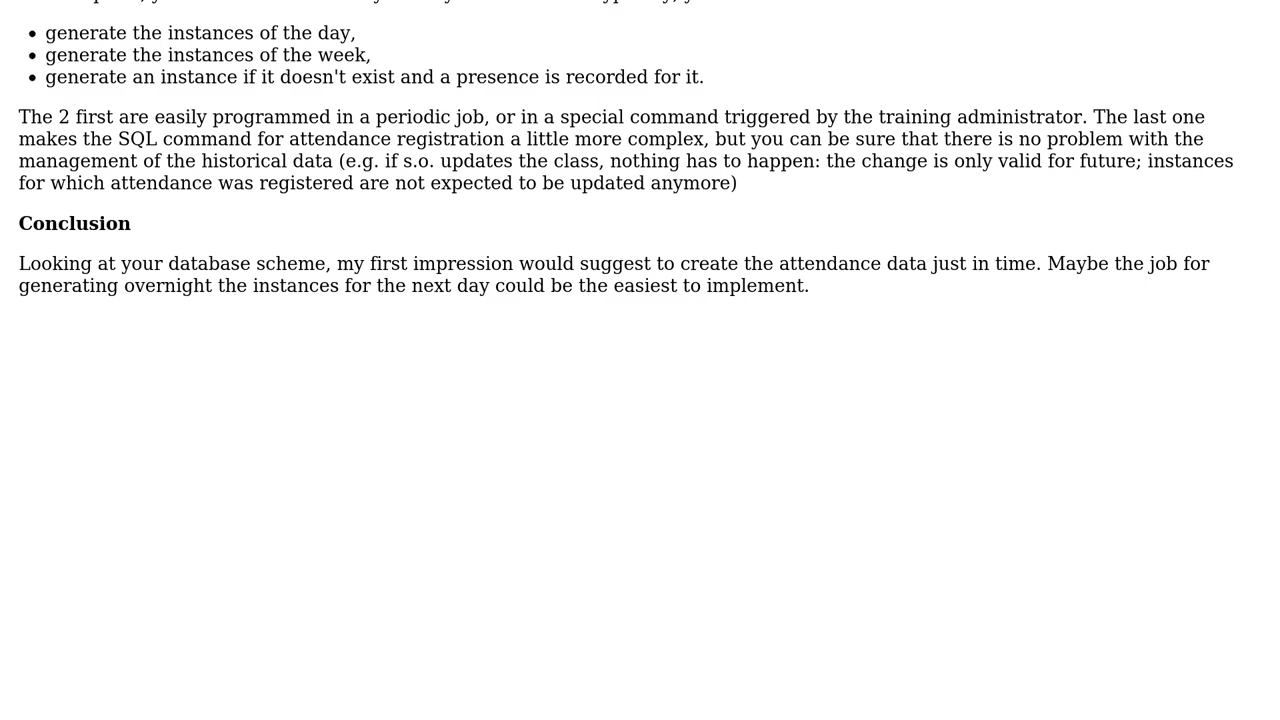 generate the instances of the day,
generate the instances of the week,
generate an instance if it doesn't exist and a presence is recorded for it.
The 2 first are easily programmed in a periodic job, or in a special command triggered by the training administrator. The last one
makes the SQL command for attendance registration a little more complex, but you can be sure that there is no problem with the
management of the historical data (e.g. if s.o. updates the class, nothing has to happen: the change is only valid for future; instances
for which attendance was registered are not expected to be updated anymore)
Conclusion
Looking at your database scheme, my first impression would suggest to create the attendance data just in time. Maybe the job for
generating overnight the instances for the next day could be the easiest to implement.